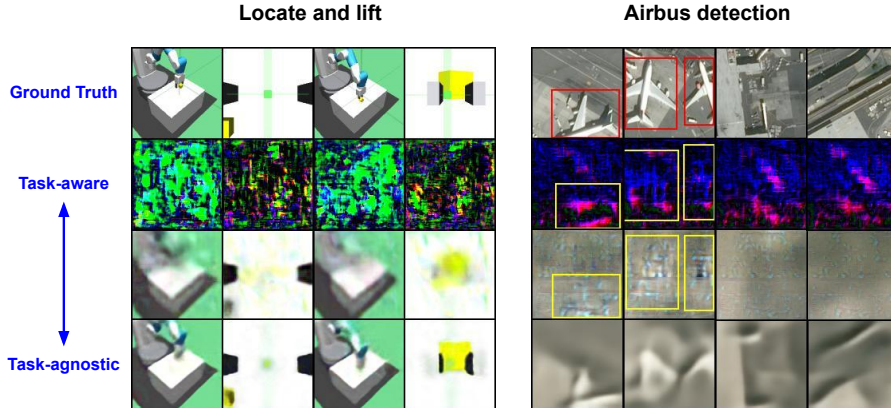 Locate and lift
Airbus detection
Ground Truth
Task-aware
Task-agnostic